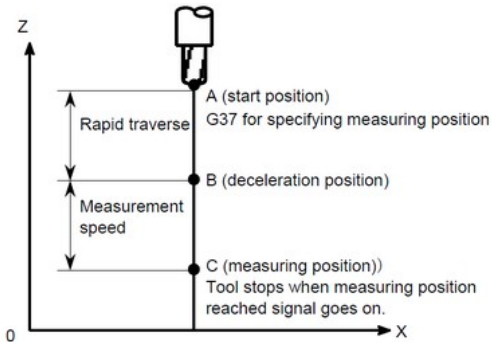 Z
A (start position)
G37 for specifying measuring position
Rapid traverse
B (deceleration position)
Measurement
speed
C (measuring position))
Tool stops when measuring position
reached signal goes on.
0
X